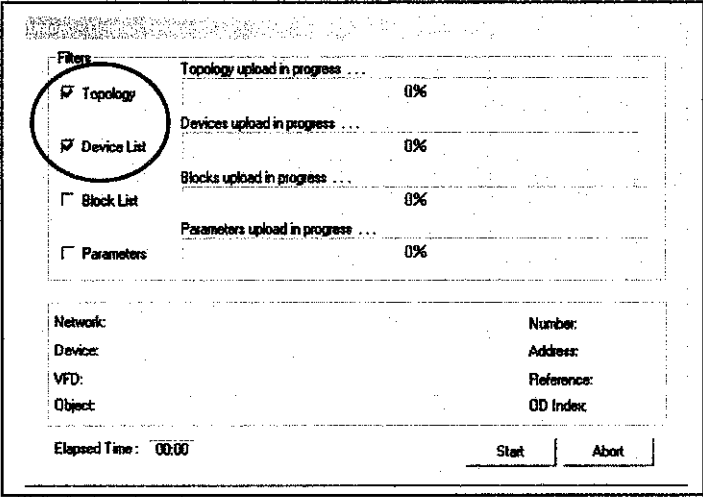 Filters
Topology upload in progress ...
Topology
0%
Devices upload in progress ...
Device List
0%
Blocks upload in progress ...
Block List
0%
Parameters upload in progress ...
Parameters
0%
Network: Number:
Device: Address:
VFD: Reference:
Object: OD Index:
Elapsed Time : 00:00 Start Abort